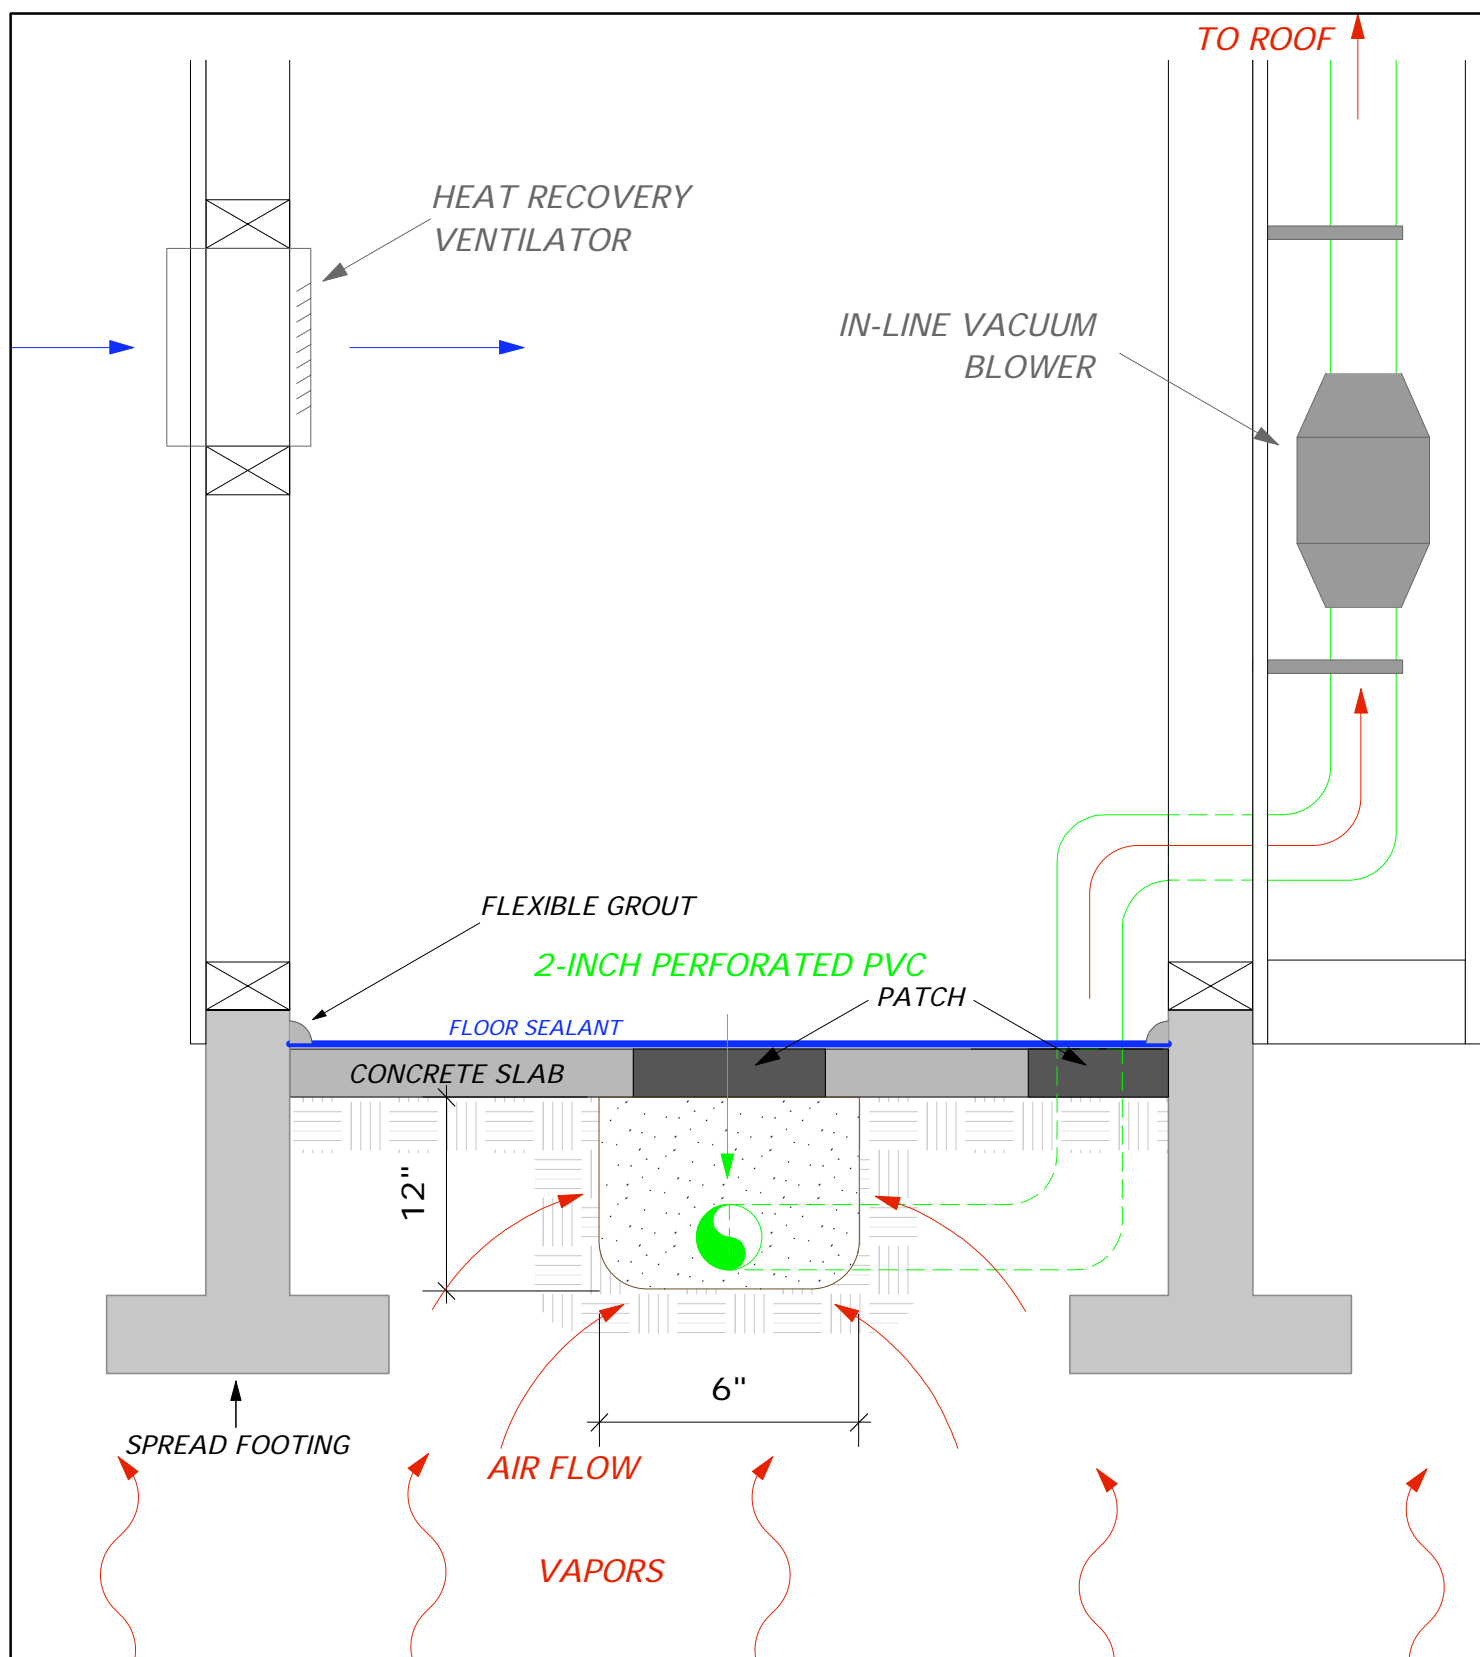 TO ROOF
HEAT RECOVERY
VENTILATOR
IN-LINE VACUUM
BLOWER
FLEXIBLE GROUT
2-INCH PERFORATED PVC
PATCH
FLOOR SEALANT
CONCRETE SLAB
12"
6"
SPREAD FOOTING
AIR FLOW
VAPORS